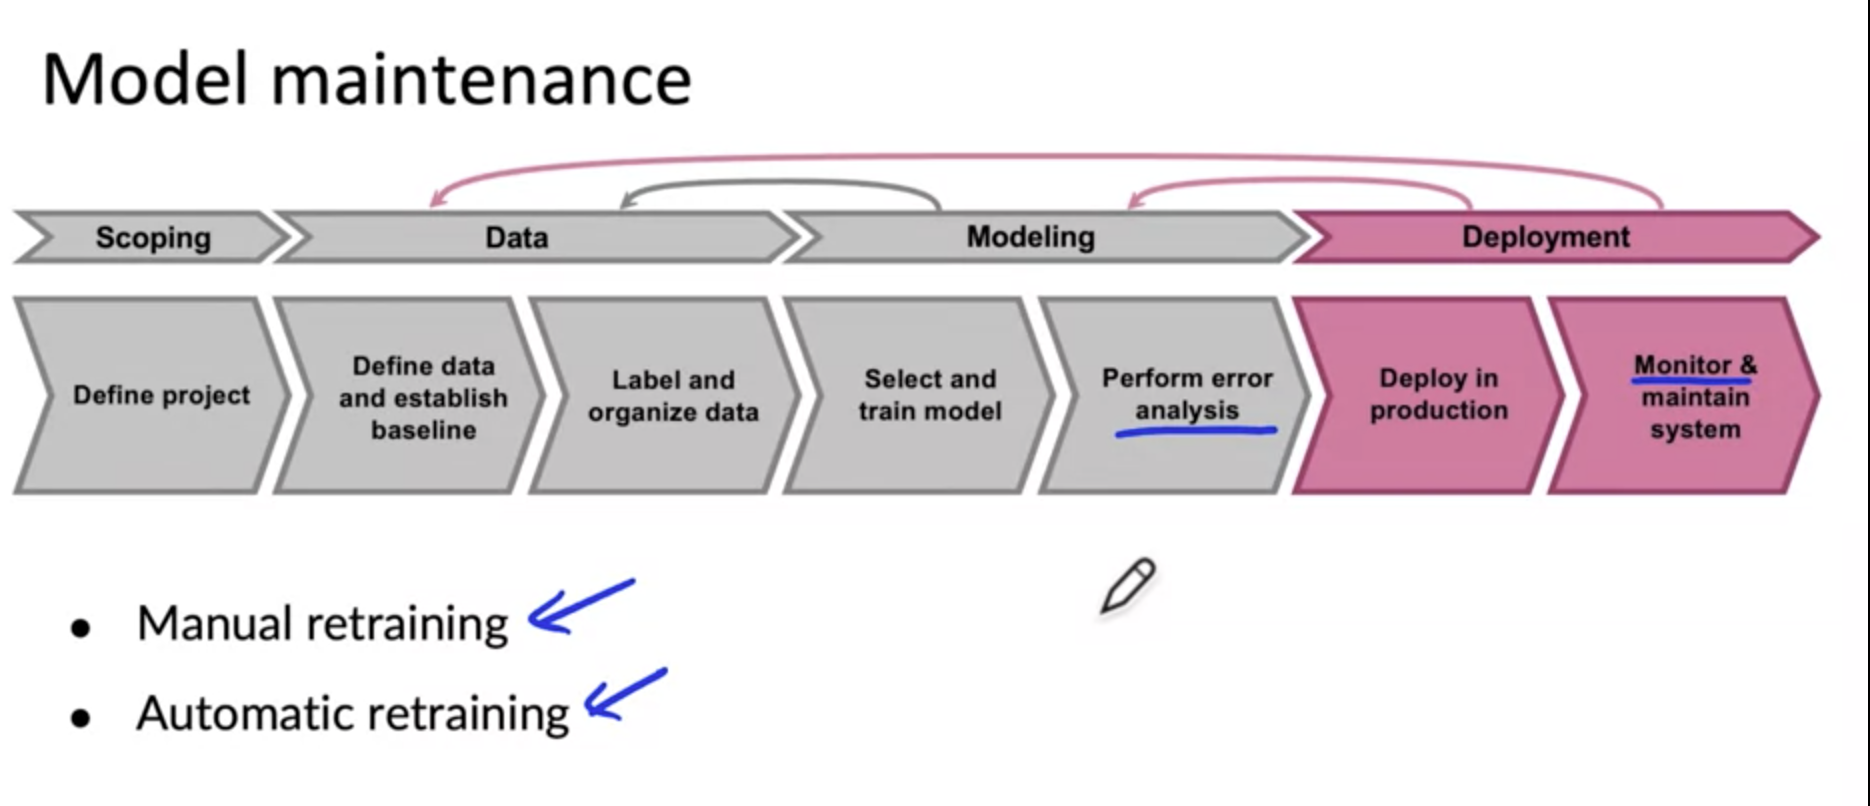 Model maintenance
Scoping
Data
Modeling
Deployment
Define project
Define data
and establish
baseline
Label and
organize data
Select and
train model
Perform error
analysis
Deploy in
production
Monitor &
maintain
system
• Manual retraining
• Automatic retraining